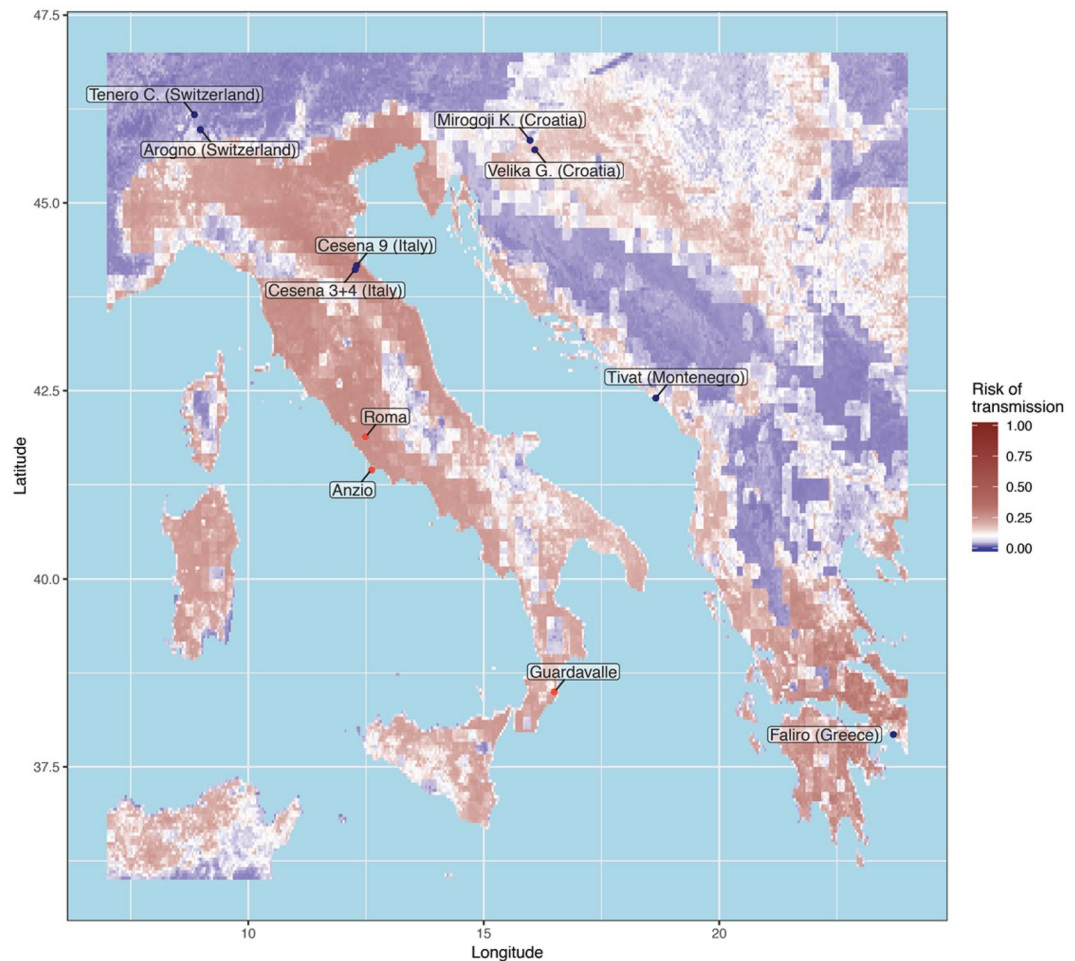 47.5
Tenero C. (Switzerland)
Mirogoji K. (Croatia)
Arogno (Switzerland)
Velika G. (Croatia)
45.0
Cesena 9 (Italy)
Cesena 3+4 (Italy)
42.5
Tivat (Montenegro)
Roma
Anzio
Latitude
40.0
Guardavalle
Faliro (Greece)
37.5
10
15
20
Longitude
Risk of
transmission
1.00
0.75
0.50
0.25
0.00